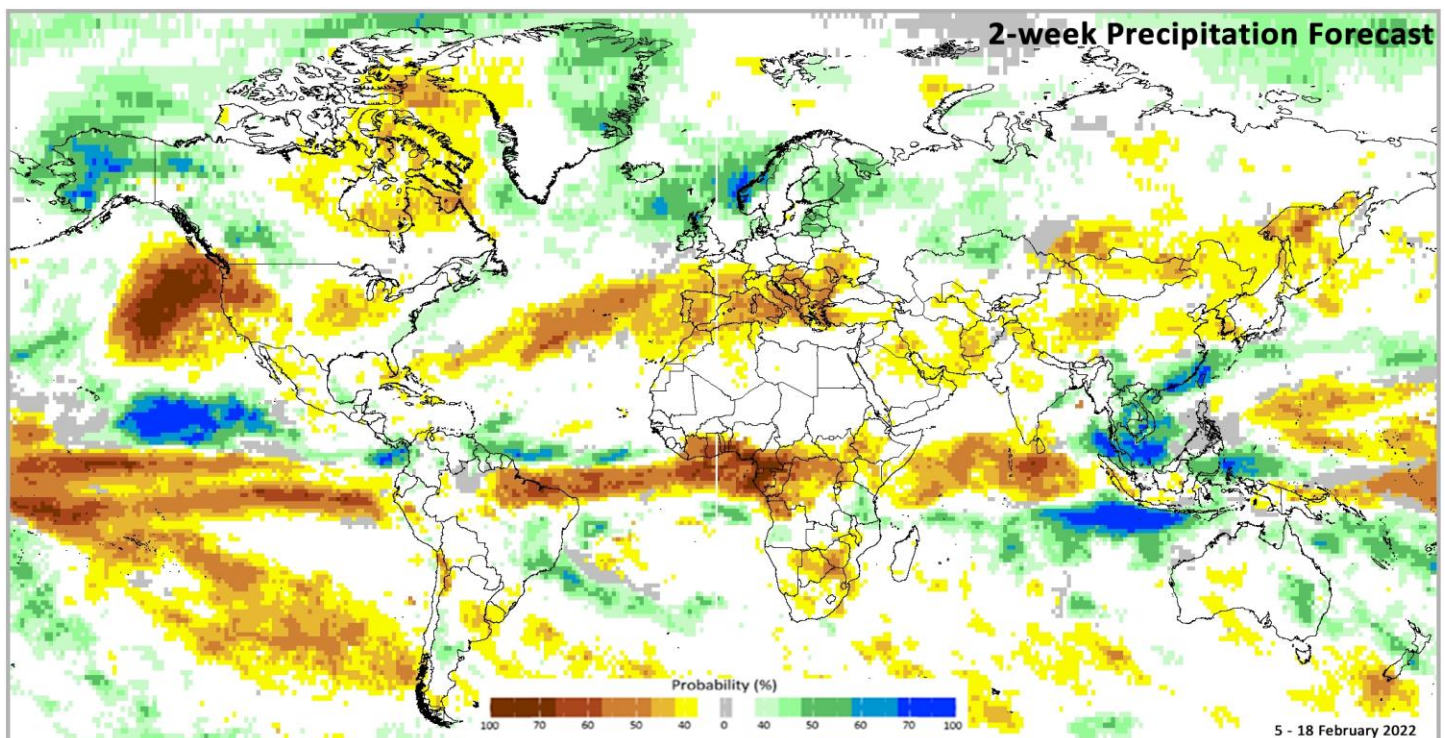 2-week Precipitation Forecast
Probability (%)
100 70 60 50 40 0 40 50 60 70 100
5 - 18 February 2022